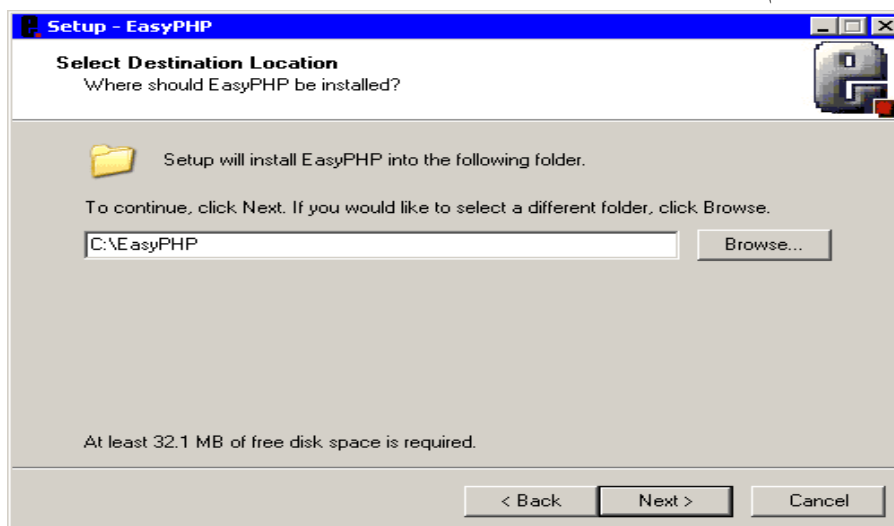 Setup - EasyPHP
Select Destination Location
Where should EasyPHP be installed?
Setup will install EasyPHP into the following folder.
To continue, click Next. If you would like to select a different folder, click Browse.
C:\EasyPHP
Browse...
At least 32.1 MB of free disk space is required.
< Back
Next >
Cancel